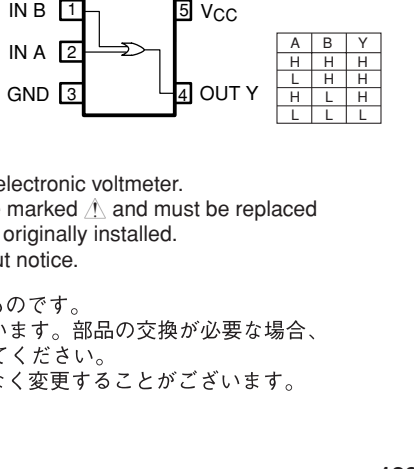 IN B 1 5 VCC
IN A 2
GND 3 4 OUT Y
A B Y
H H H
L H H
H L H
L L L
electronic voltmeter.
marked ⚠ and must be replaced
originally installed.
ut notice.
ものです。
います。部品の交換が必要な場合、
てください。
なく変更することがございます。